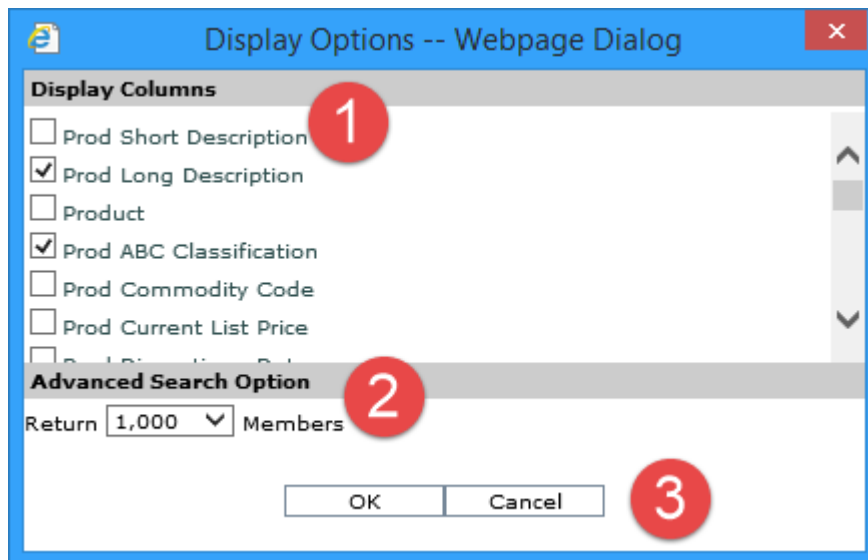 Display Options -- Webpage Dialog
Display Columns
1
Prod Short Description
Prod Long Description
Product
Prod ABC Classification
Prod Commodity Code
Prod Current List Price
Advanced Search Option
2
Return 1,000 Members
OK Cancel
3